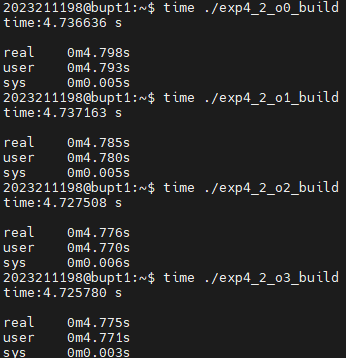 2023211198@bupt1:~$ time ./exp4_2_o0_build
time:4.736636 s
real    0m4.798s
user    0m4.793s
sys     0m0.005s
2023211198@bupt1:~$ time ./exp4_2_o1_build
time:4.737163 s
real    0m4.785s
user    0m4.780s
sys     0m0.005s
2023211198@bupt1:~$ time ./exp4_2_o2_build
time:4.727508 s
real    0m4.776s
user    0m4.770s
sys     0m0.006s
2023211198@bupt1:~$ time ./exp4_2_o3_build
time:4.725780 s
real    0m4.775s
user    0m4.771s
sys     0m0.003s